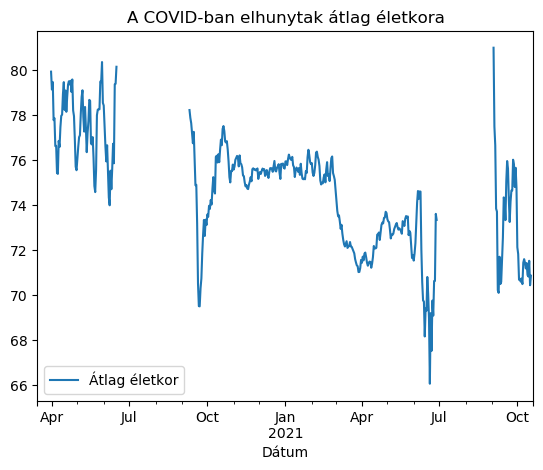 A COVID-ban elhunytak átlag életkora
80
78
76
74
72
70
68
66
Átlag életkor
Apr
Jul
Oct
Jan
2021
Apr
Jul
Oct
Dátum